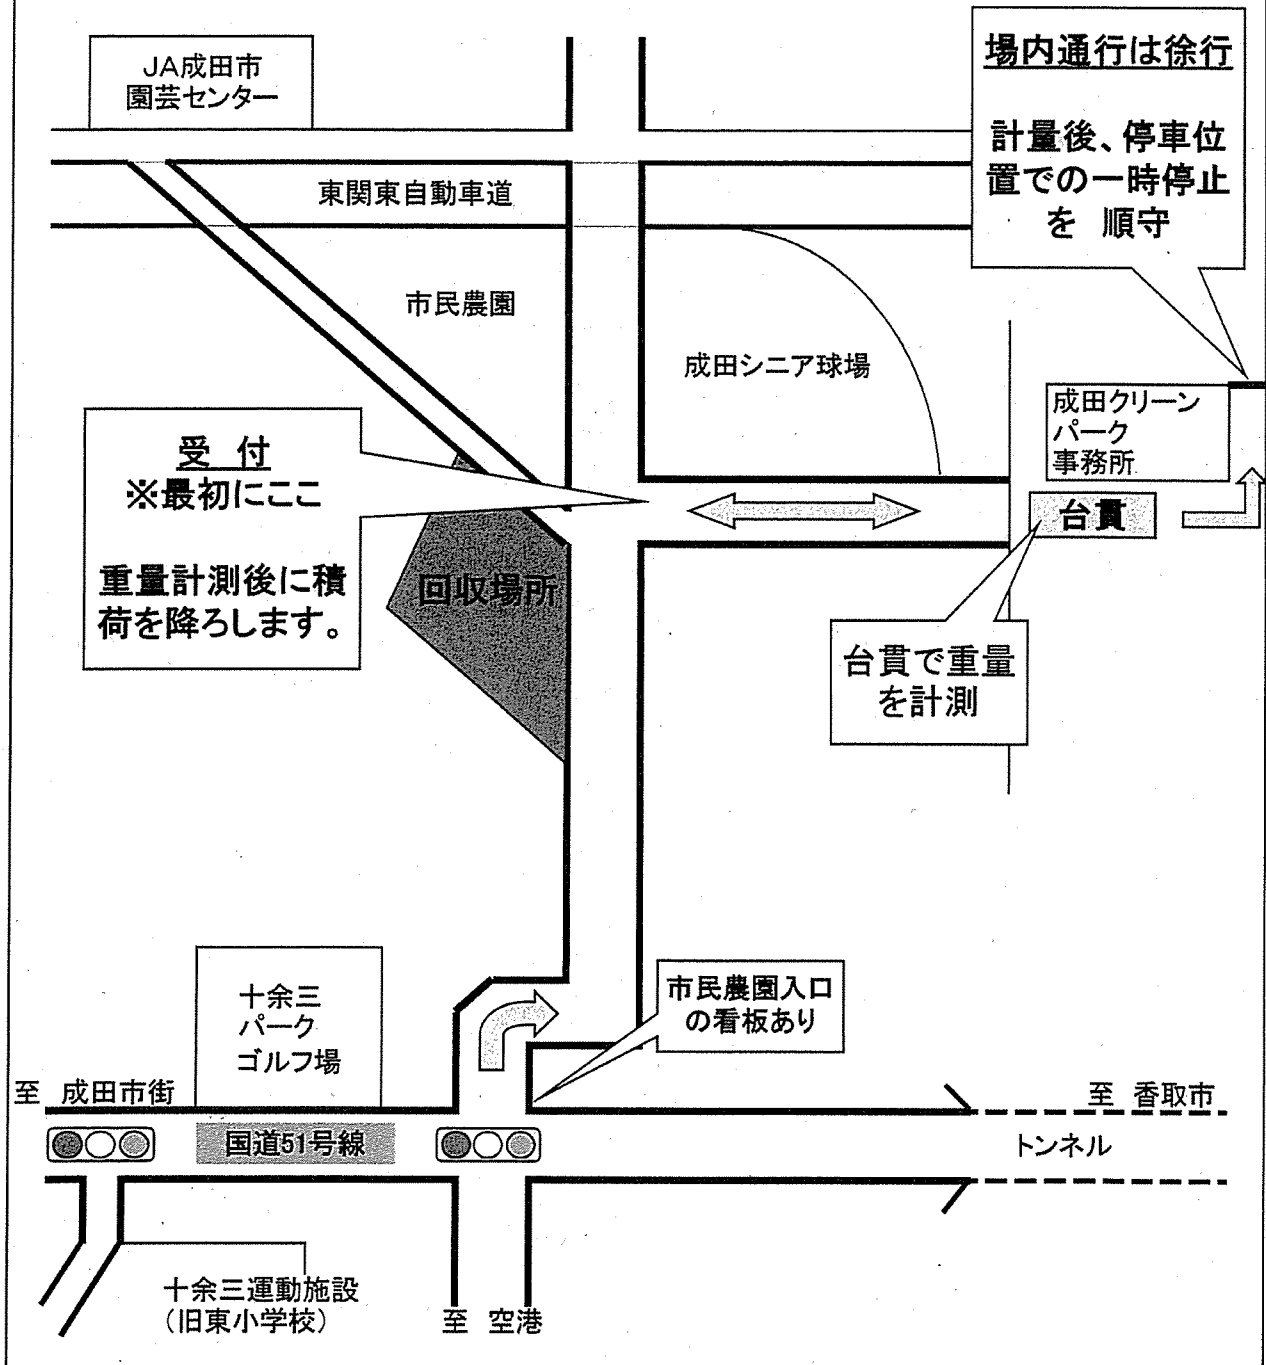 場内通行は徐行
計量後、停車位
置での一時停止
を 順守
JA成田市
園芸センター
東関東自動車道
市民農園
成田シニア球場
成田クリーン
パーク
事務所
受 付
※最初にここ
重量計測後に積
荷を降ろします。
台貫
回収場所
台貫で重量
を計測
市民農園入口
の看板あり
十余三
パーク
ゴルフ場
至 成田市街
至 香取市
国道51号線
トンネル
十余三運動施設
（旧東小学校）
至 空港